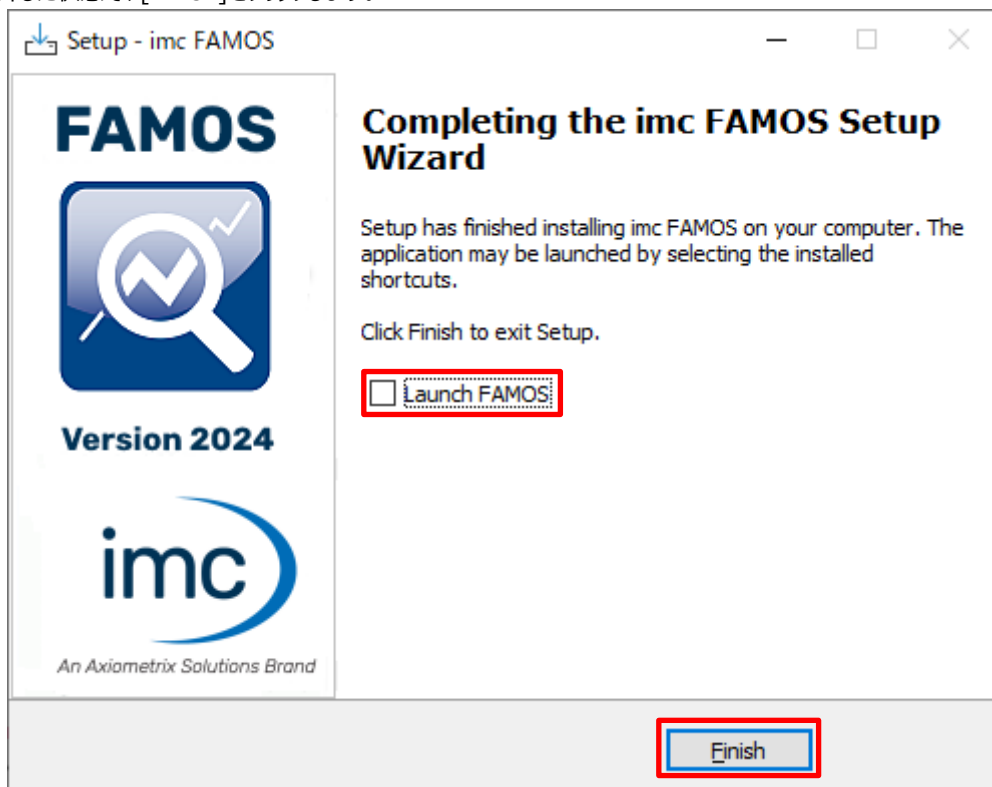 Setup - imc FAMOS
FAMOS
Version 2024
imc
An Axiometrix Solutions Brand
Completing the imc FAMOS Setup
Wizard
Setup has finished installing imc FAMOS on your computer. The
application may be launched by selecting the installed
shortcuts.
Click Finish to exit Setup.
Launch FAMOS
Finish